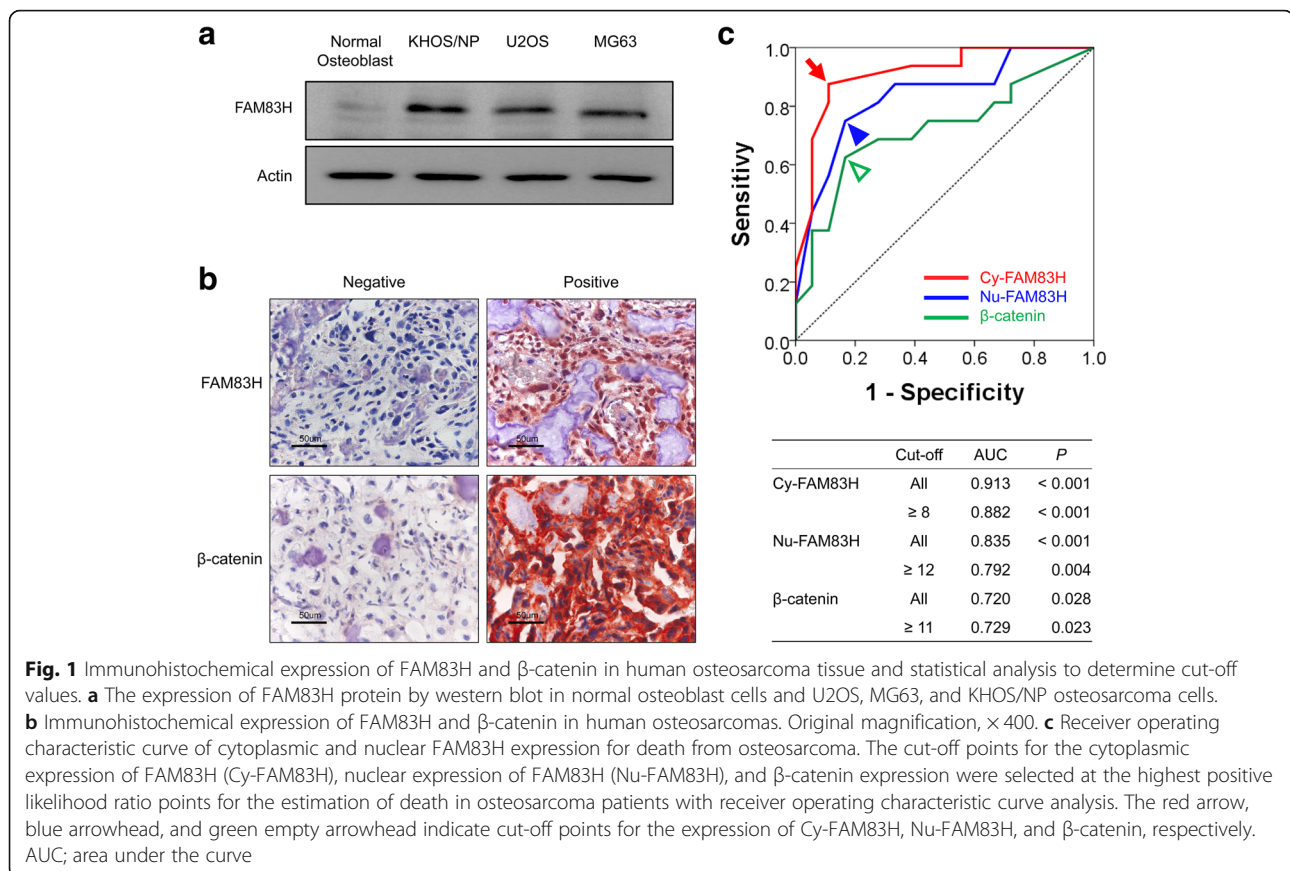 a
Normal
Osteoblast
KHOS/NP
U2OS
MG63
FAM83H
Actin
b
Negative
Positive
FAM83H
50um
50um
β-catenin
50um
50um
c
Sensitivy
1.0
0.8
0.6
0.4
0.2
0.0
Cy-FAM83H
Nu-FAM83H
β-catenin
0.0 0.2 0.4 0.6 0.8 1.0
1 - Specificity
Cut-off AUC P
Cy-FAM83H All 0.913 < 0.001
≥ 8 0.882 < 0.001
Nu-FAM83H All 0.835 < 0.001
≥ 12 0.792 0.004
β-catenin All 0.720 0.028
≥ 11 0.729 0.023
Fig. 1 Immunohistochemical expression of FAM83H and β-catenin in human osteosarcoma tissue and statistical analysis to determine cut-off
values. a The expression of FAM83H protein by western blot in normal osteoblast cells and U2OS, MG63, and KHOS/NP osteosarcoma cells.
b Immunohistochemical expression of FAM83H and β-catenin in human osteosarcomas. Original magnification, × 400. c Receiver operating
characteristic curve of cytoplasmic and nuclear FAM83H expression for death from osteosarcoma. The cut-off points for the cytoplasmic
expression of FAM83H (Cy-FAM83H), nuclear expression of FAM83H (Nu-FAM83H), and β-catenin expression were selected at the highest positive
likelihood ratio points for the estimation of death in osteosarcoma patients with receiver operating characteristic curve analysis. The red arrow,
blue arrowhead, and green empty arrowhead indicate cut-off points for the expression of Cy-FAM83H, Nu-FAM83H, and β-catenin, respectively.
AUC; area under the curve